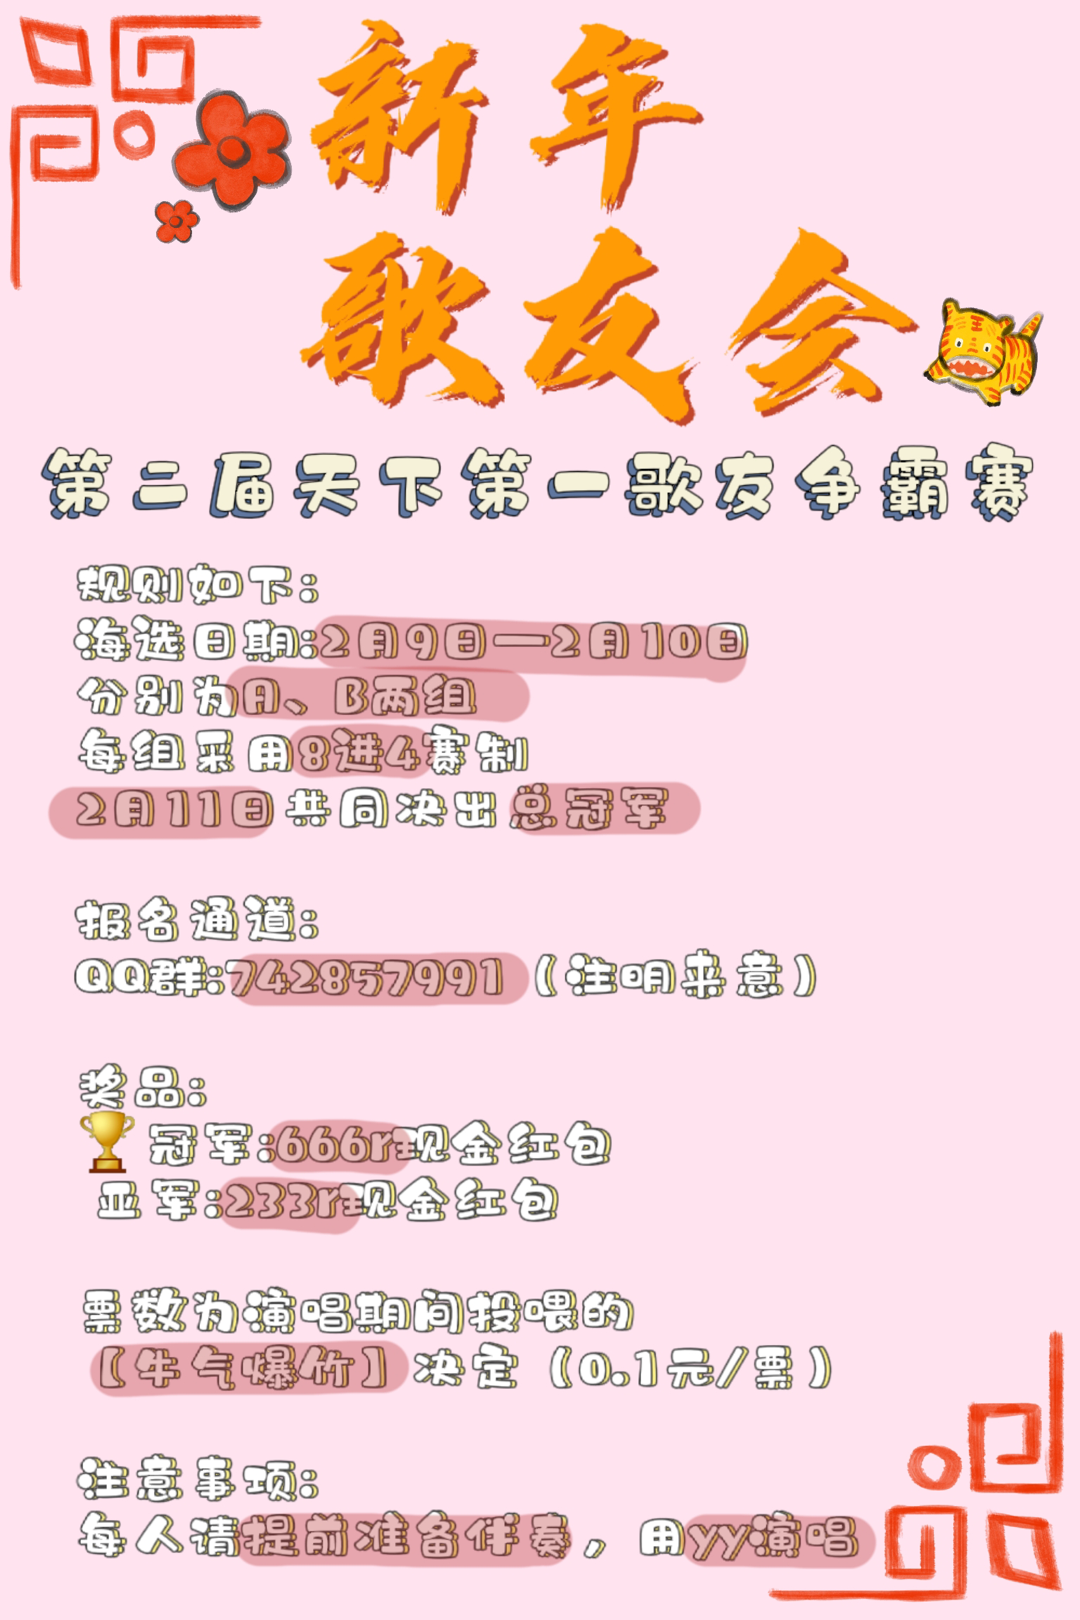 新年
歌友会
第二届天下第一歌友争霸赛
规则如下:
海选日期:2月9日—2月10日
分别为A、B两组
每组采用8进4赛制
2月11日共同决出总冠军
报名通道:
QQ群:742857991（注明来意）
奖品:
冠军:666r现金红包
亚军:233r现金红包
票数为演唱期间投喂的
【牛气爆竹】决定（0.1元/票）
注意事项:
每人请提前准备伴奏，用yy演唱